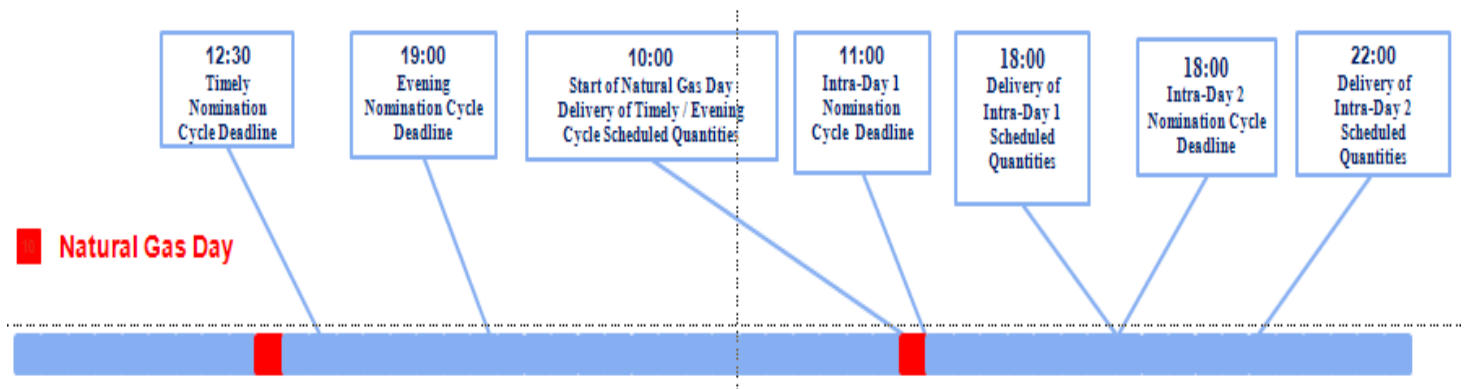 12:30
Timely
Nomination
Cycle Deadline
19:00
Evening
Nomination Cycle
Deadline
10:00
Start of Natural Gas Day
Delivery of Timely / Evening
Cycle Scheduled Quantities
11:00
Intra-Day 1
Nomination
Cycle Deadline
18:00
Delivery of
Intra-Day 1
Scheduled
Quantities
18:00
Intra-Day 2
Nomination Cycle
Deadline
22:00
Delivery of
Intra-Day 2
Scheduled
Quantities
10
Natural Gas Day